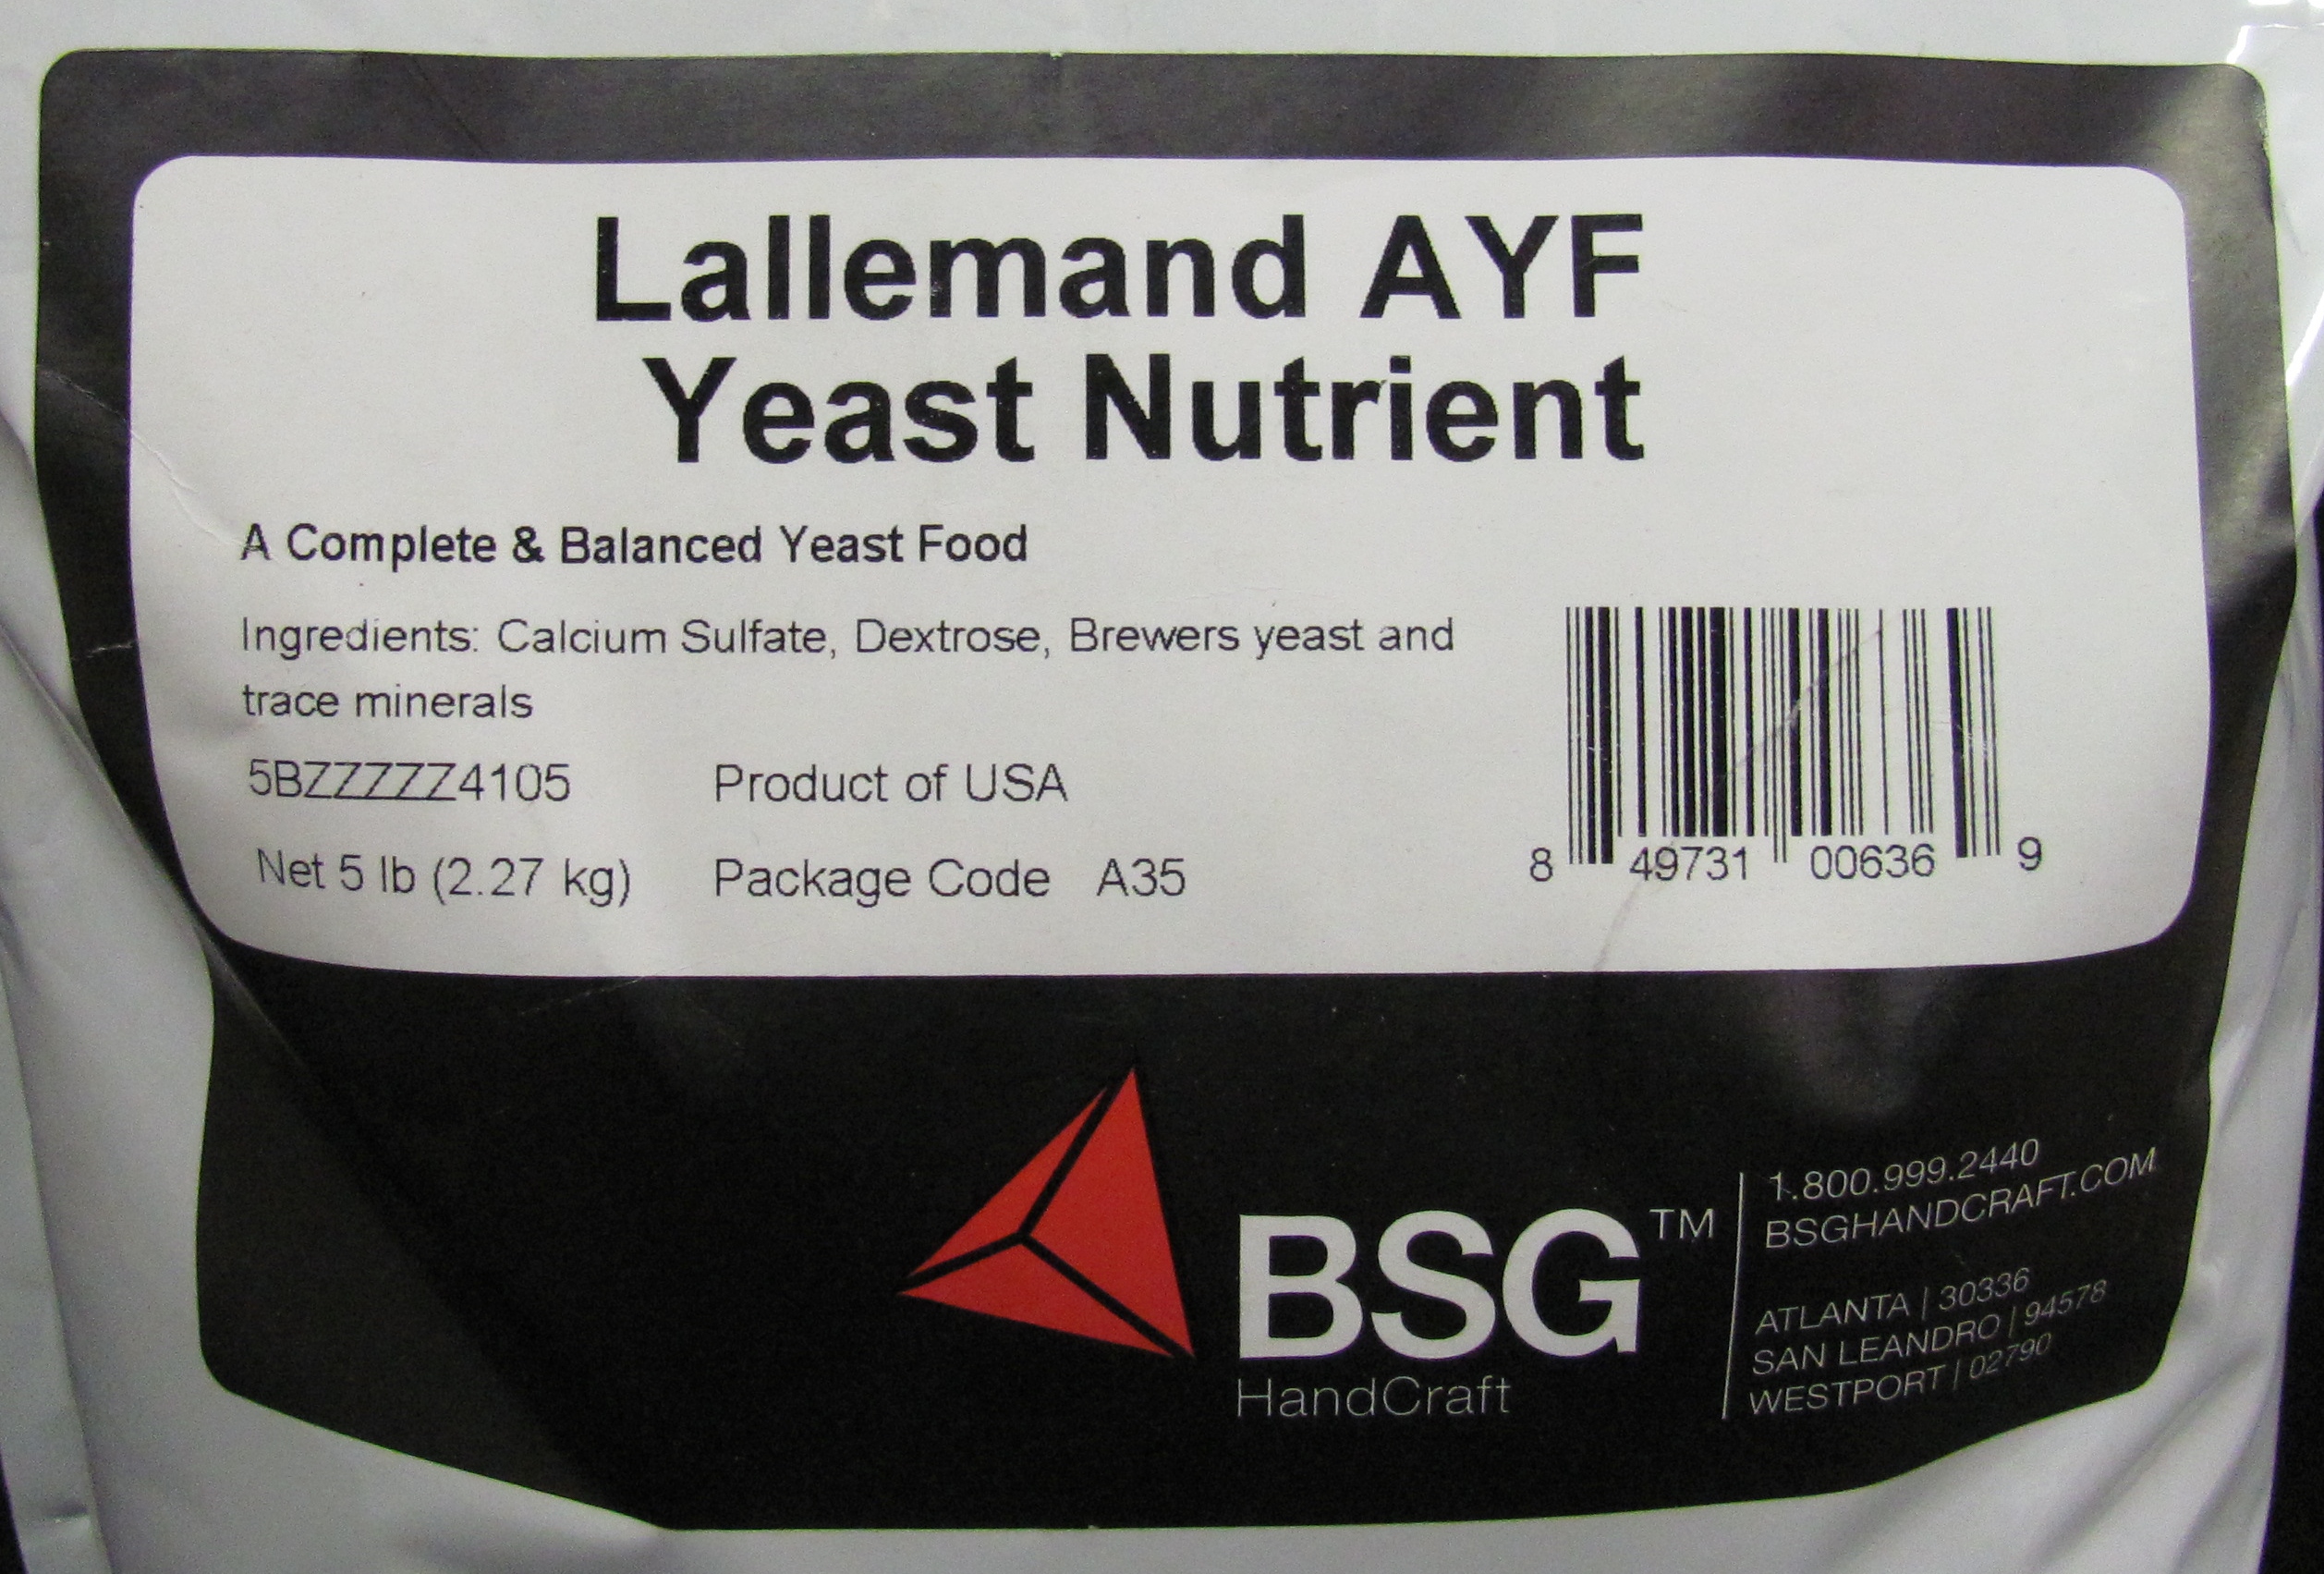 Lallemand AYF
Yeast Nutrient
A Complete & Balanced Yeast Food
Ingredients: Calcium Sulfate, Dextrose, Brewers yeast and
trace minerals
5BZZZZZ4105 Product of USA
Net 5 lb (2.27 kg) Package Code A35
8 49731 00636 9
BSG™
HandCraft
1.800.999.2440
BSGHANDCRAFT.COM
ATLANTA | 30336
SAN LEANDRO | 94578
WESTPORT | 02790